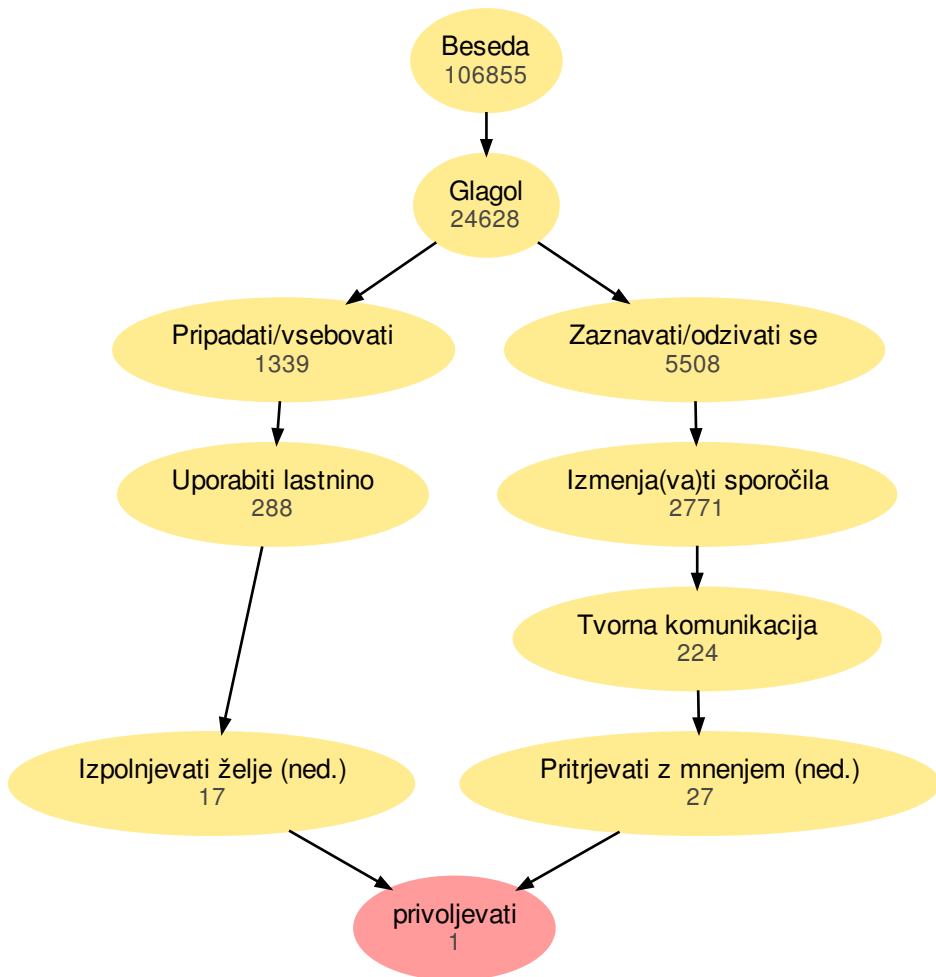 Beseda
106855
Glagol
24628
Pripadati/vsebovati
1339
Zaznavati/odzivati se
5508
Uporabiti lastnino
288
Izmenja(va)ti sporočila
2771
Tvorna komunikacija
224
Izpolnjevati želje (ned.)
17
Pritrjevati z mnenjem (ned.)
27
privoljevati
1